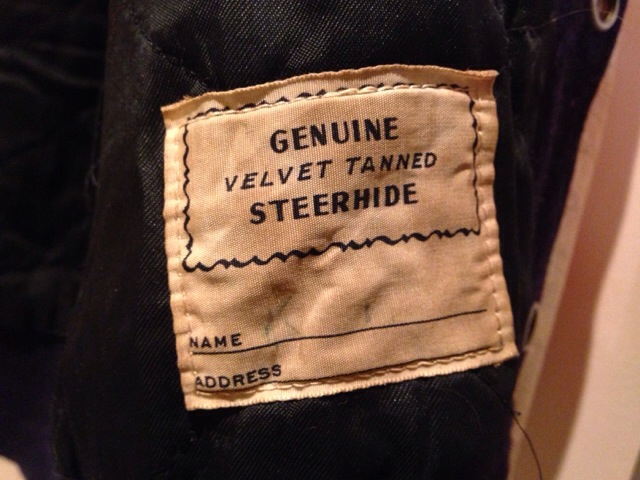 GENUINE
VELVET TANNED
STEERHIDE
NAME
ADDRESS